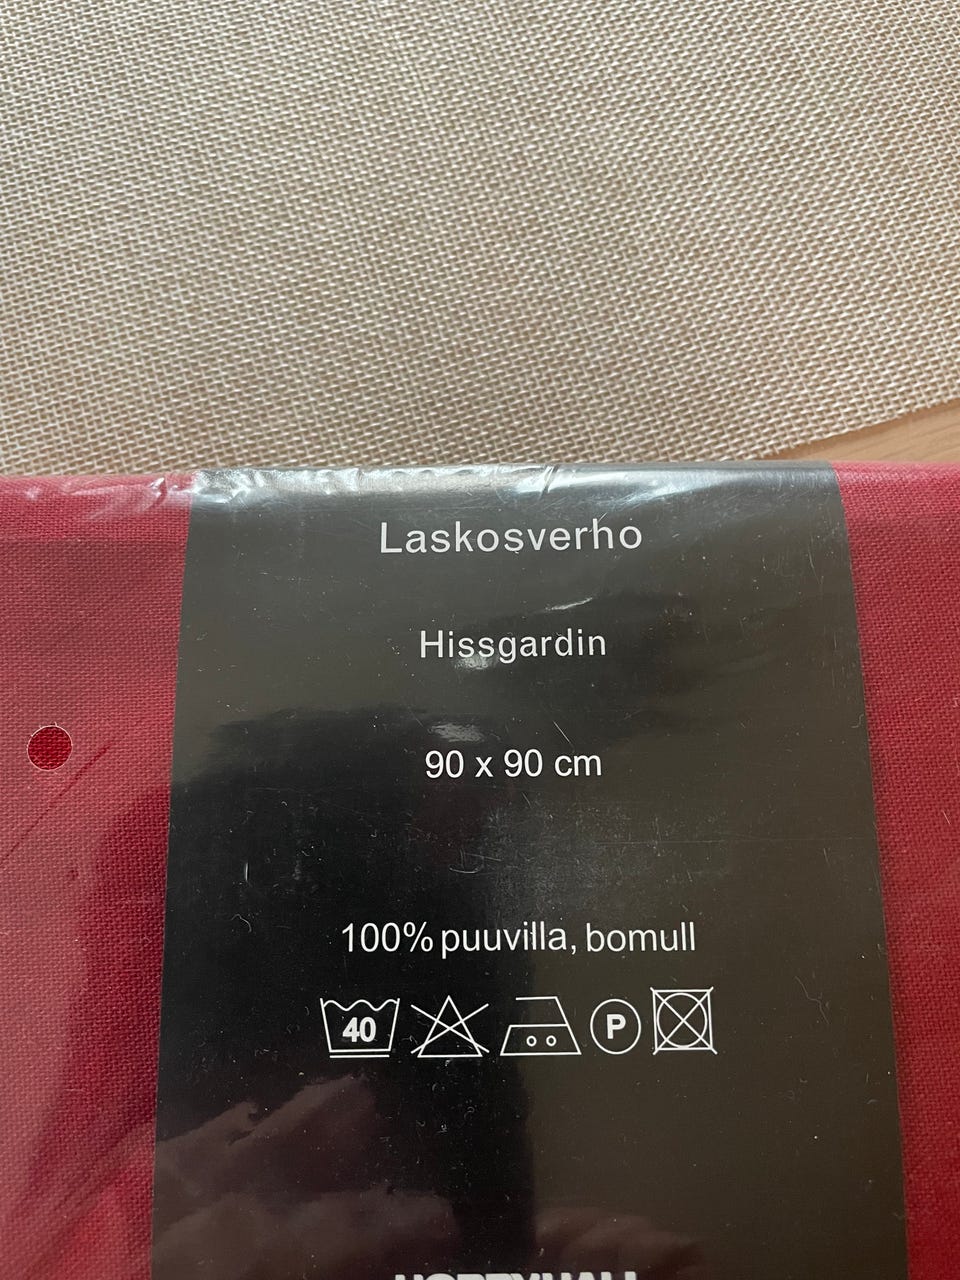 Laskosverho
Hissgardin
90 x 90 cm
100% puuvilla, bomull
40 P